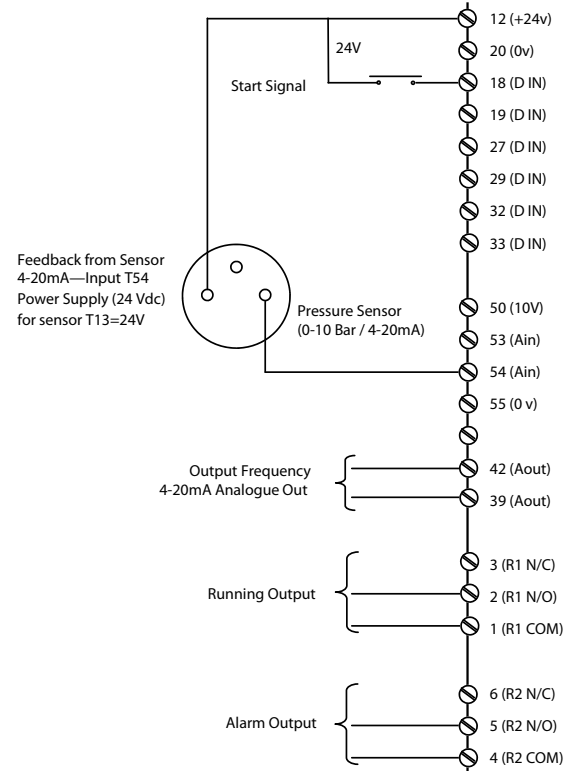 12 (+24v)
24V
20 (0v)
Start Signal
18 (D IN)
19 (D IN)
27 (D IN)
29 (D IN)
32 (D IN)
33 (D IN)
Feedback from Sensor
4-20mA—Input T54
Power Supply (24 Vdc)
for sensor T13=24V
Pressure Sensor
(0-10 Bar / 4-20mA)
50 (10V)
53 (Ain)
54 (Ain)
55 (0 v)
Output Frequency
4-20mA Analogue Out
42 (Aout)
39 (Aout)
Running Output
3 (R1 N/C)
2 (R1 N/O)
1 (R1 COM)
Alarm Output
6 (R2 N/C)
5 (R2 N/O)
4 (R2 COM)